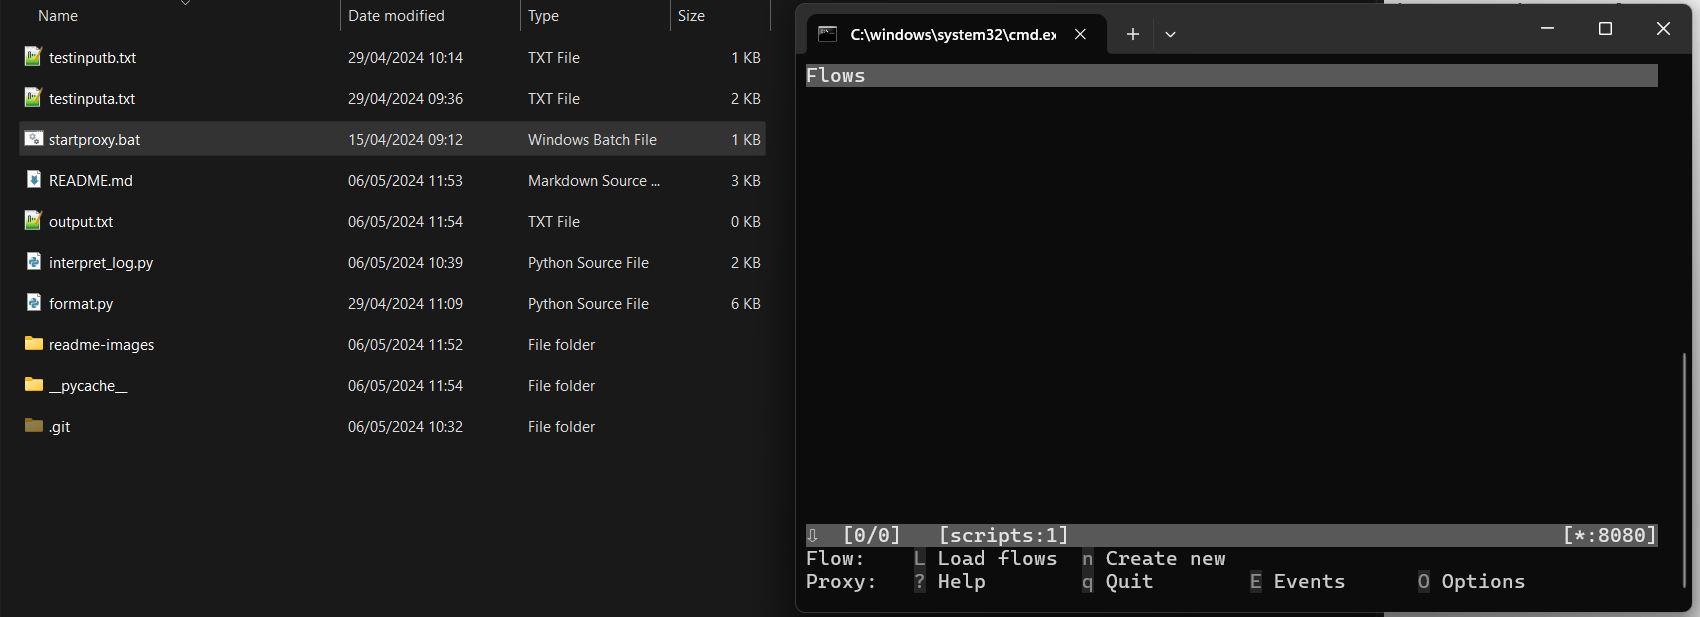 Name Date modified Type Size
testinputb.txt 29/04/2024 10:14 TXT File 1 KB
testinputa.txt 29/04/2024 09:36 TXT File 2 KB
startproxy.bat 15/04/2024 09:12 Windows Batch File 1 KB
README.md 06/05/2024 11:53 Markdown Source ... 3 KB
output.txt 06/05/2024 11:54 TXT File 0 KB
interpret_log.py 06/05/2024 10:39 Python Source File 2 KB
format.py 29/04/2024 11:09 Python Source File 6 KB
readme-images 06/05/2024 11:52 File folder
__pycache__ 06/05/2024 11:54 File folder
.git 06/05/2024 10:32 File folder
C:\windows\system32\cmd.ex
Flows
⇩ [0/0] [scripts:1] [*:8080]
Flow: L Load flows n Create new
Proxy: ? Help q Quit E Events O Options